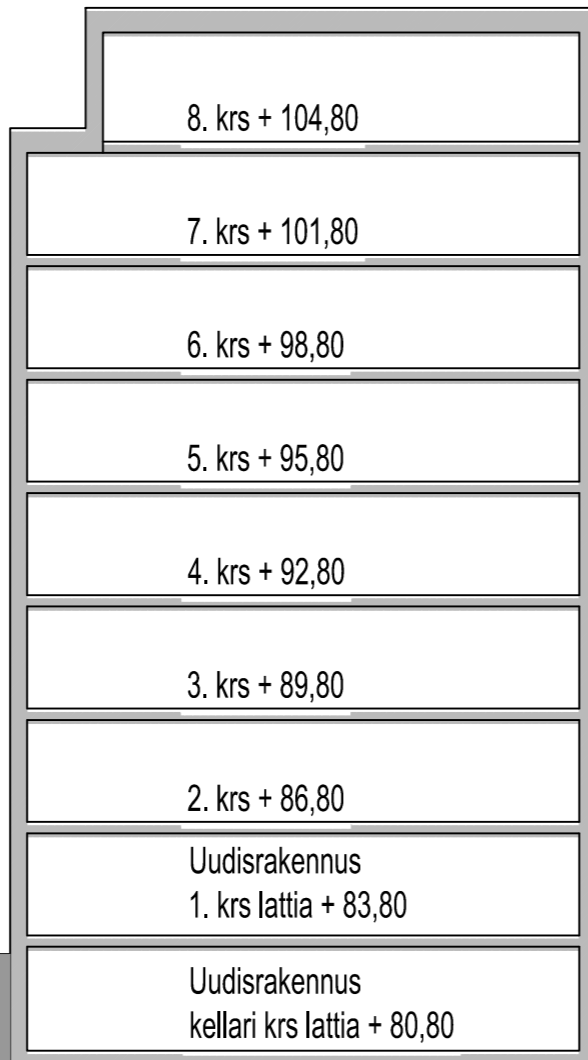 8. krs + 104,80
7. krs + 101,80
6. krs + 98,80
5. krs + 95,80
4. krs + 92,80
3. krs + 89,80
2. krs + 86,80
Uudisrakennus
1. krs lattia + 83,80
Uudisrakennus
kellari krs lattia + 80,80